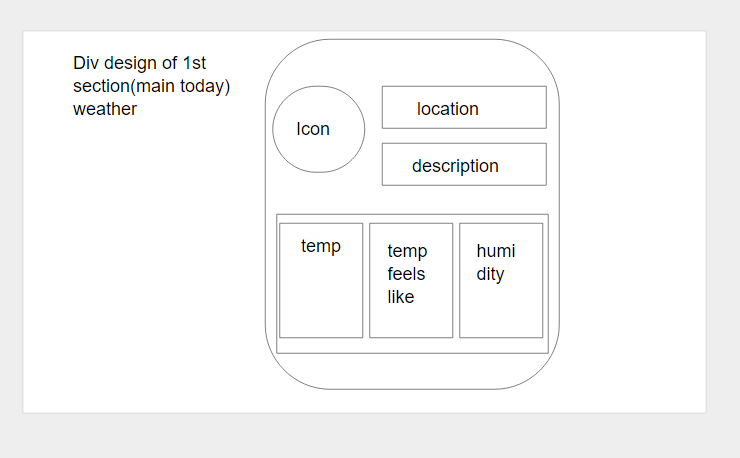 Div design of 1st
section(main today)
weather
Icon
location
description
temp
temp
feels
like
humi
dity